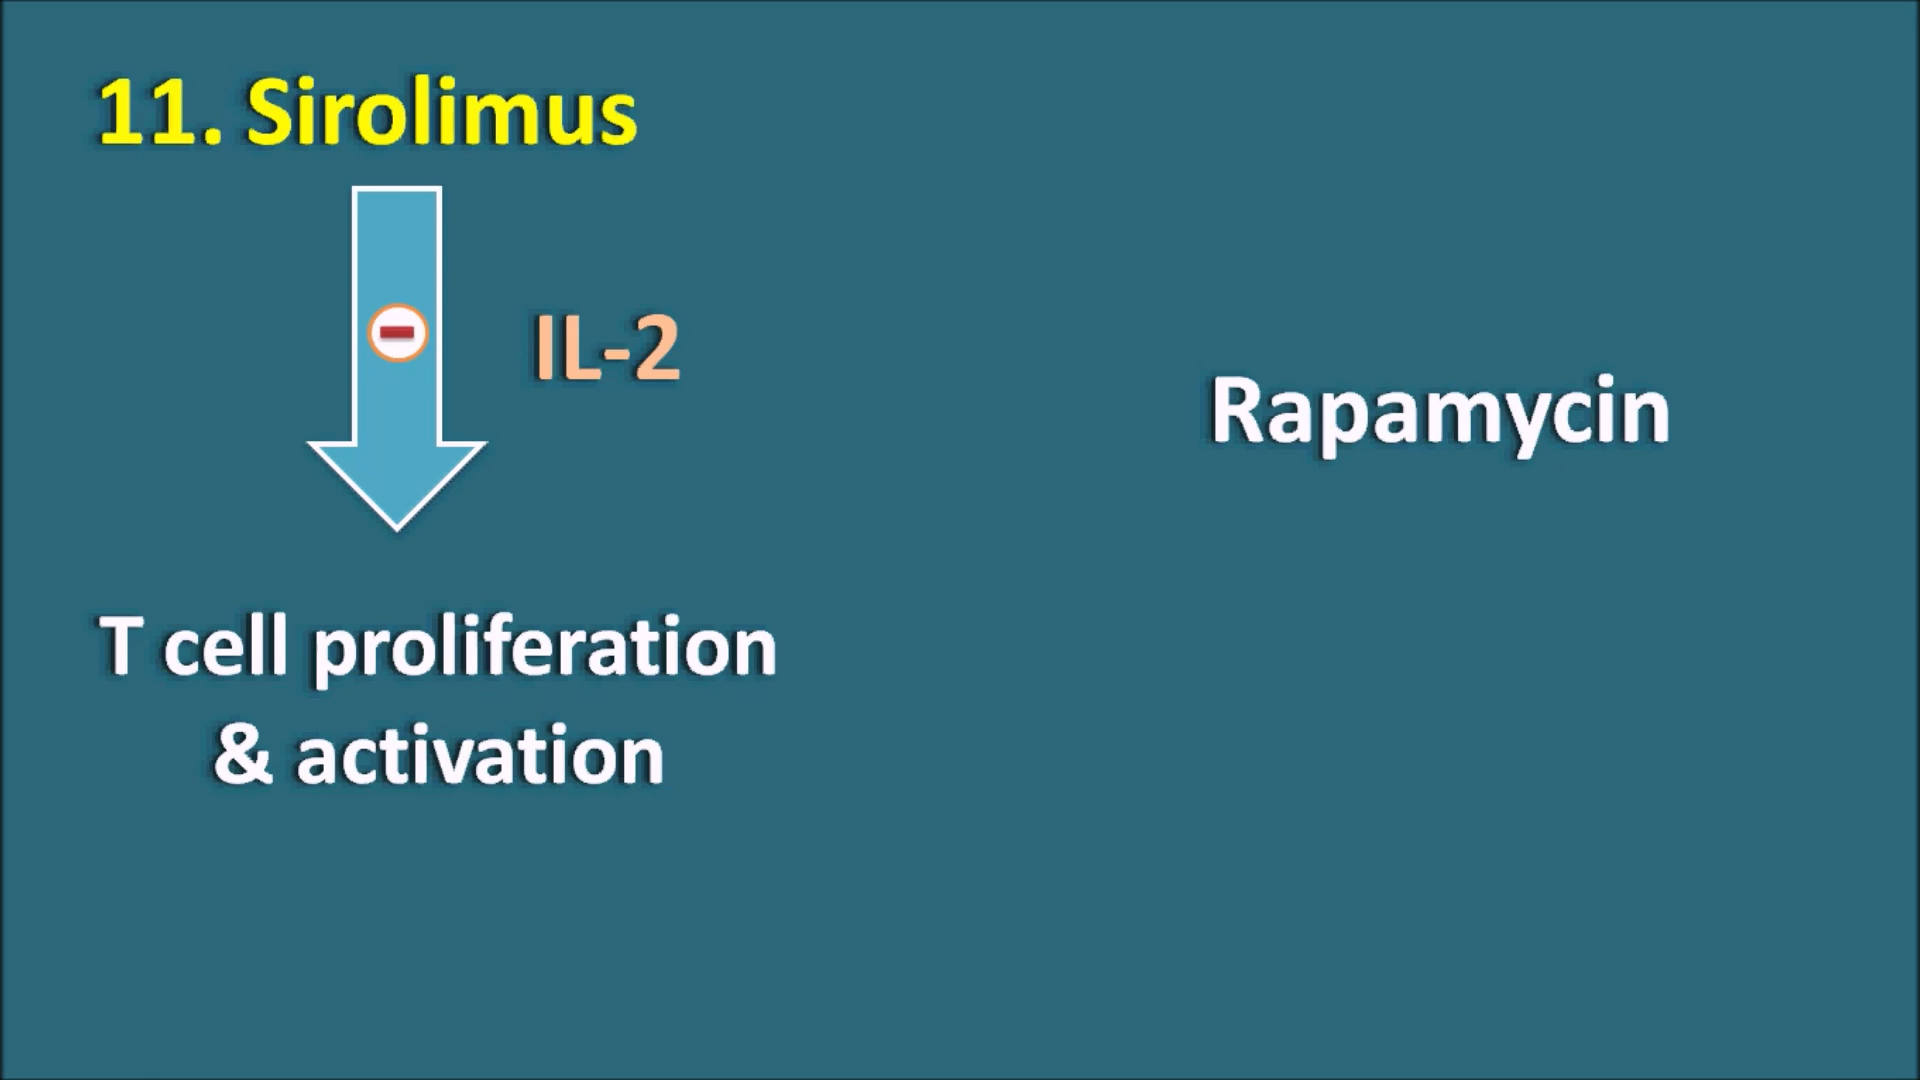 11. Sirolimus
IL-2
Rapamycin
T cell proliferation
& activation